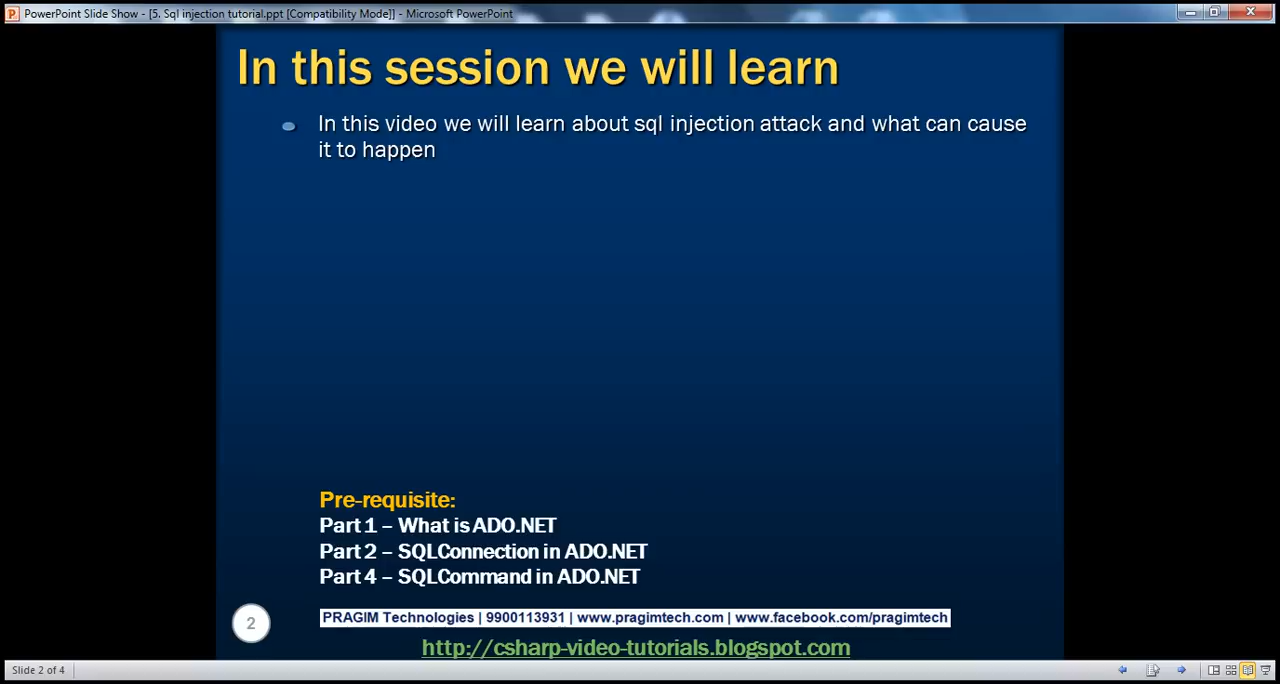 PowerPoint Slide Show - [5. Sql injection tutorial.ppt [Compatibility Mode]] - Microsoft PowerPoint
In this session we will learn
In this video we will learn about sql injection attack and what can cause
it to happen
Pre-requisite:
Part 1 – What is ADO.NET
Part 2 – SQLConnection in ADO.NET
Part 4 – SQLCommand in ADO.NET
2
PRAGIM Technologies | 9900113931 | www.pragimtech.com | www.facebook.com/pragimtech
http://csharp-video-tutorials.blogspot.com
Slide 2 of 4